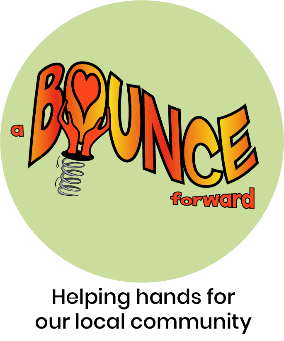 a BOUNCE
forward
Helping hands for
our local community